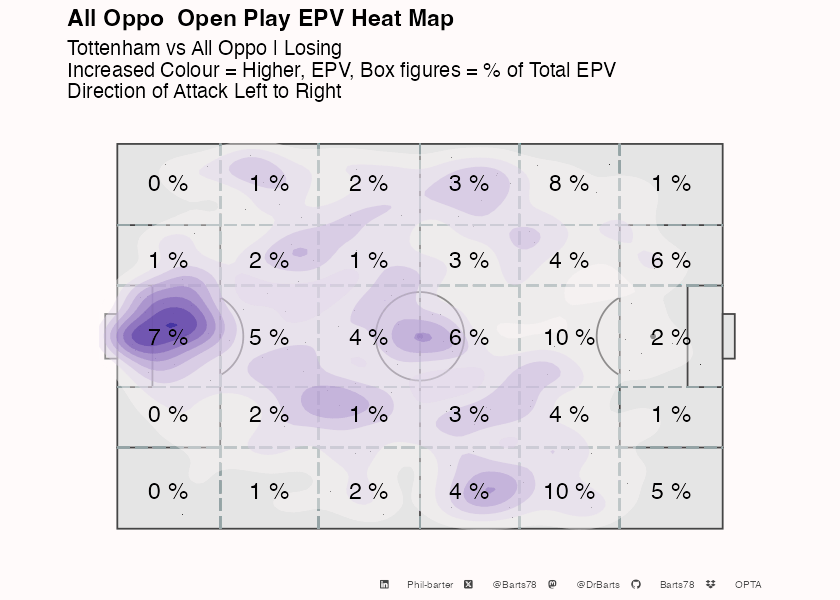 All Oppo  Open Play EPV Heat Map
Tottenham vs All Oppo | Losing
Increased Colour = Higher, EPV, Box figures = % of Total EPV
Direction of Attack Left to Right
0 % 1 % 2 % 3 % 8 % 1 %
1 % 2 % 1 % 3 % 4 % 6 %
7 % 5 % 4 % 6 % 10 % 2 %
0 % 2 % 1 % 3 % 4 % 1 %
0 % 1 % 2 % 4 % 10 % 5 %
Phil-barter @Barts78 @DrBarts Barts78 OPTA